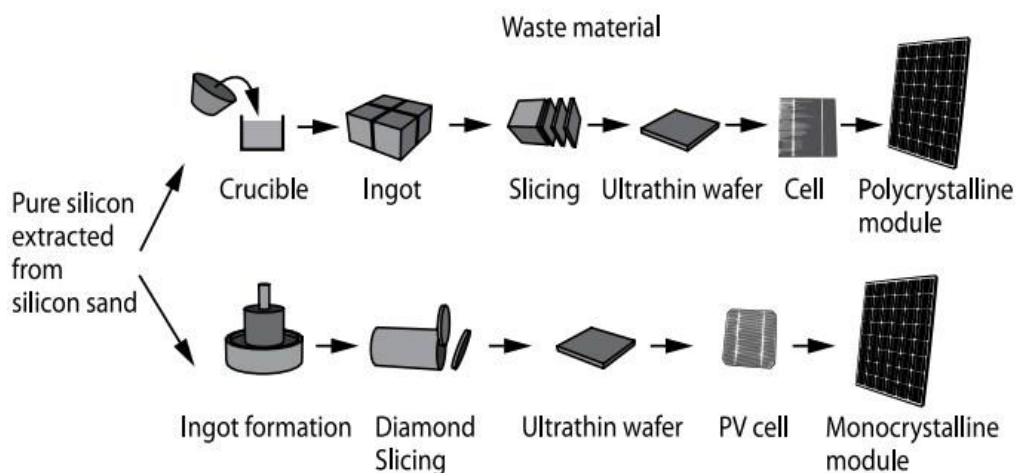 Waste material
Crucible
Ingot
Slicing
Ultrathin wafer
Cell
Polycrystalline
module
Pure silicon
extracted
from
silicon sand
Ingot formation
Diamond
Slicing
Ultrathin wafer
PV cell
Monocrystalline
module